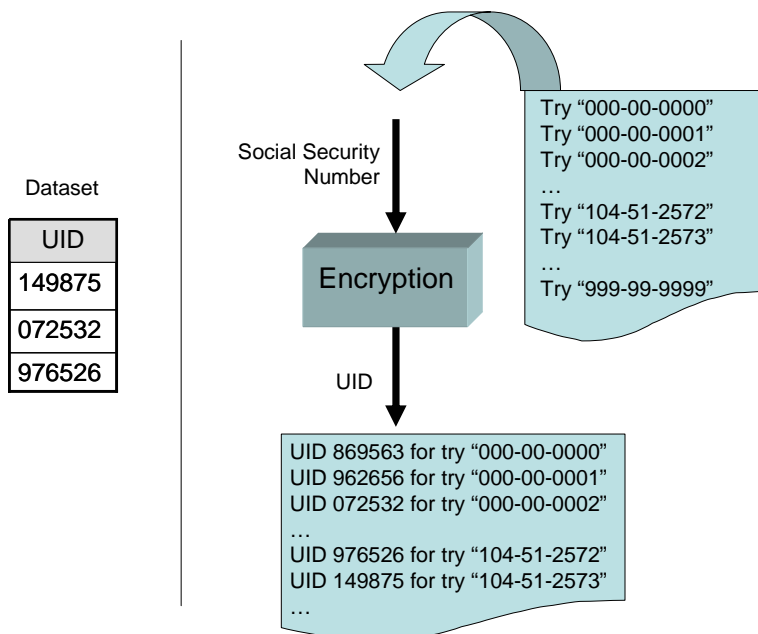 Dataset
UID
149875
072532
976526
Social Security
Number
Encryption
UID
Try “000-00-0000”
Try “000-00-0001”
Try “000-00-0002”
…
Try “104-51-2572”
Try “104-51-2573”
…
Try “999-99-9999”
UID 869563 for try “000-00-0000”
UID 962656 for try “000-00-0001”
UID 072532 for try “000-00-0002”
…
UID 976526 for try “104-51-2572”
UID 149875 for try “104-51-2573”
…